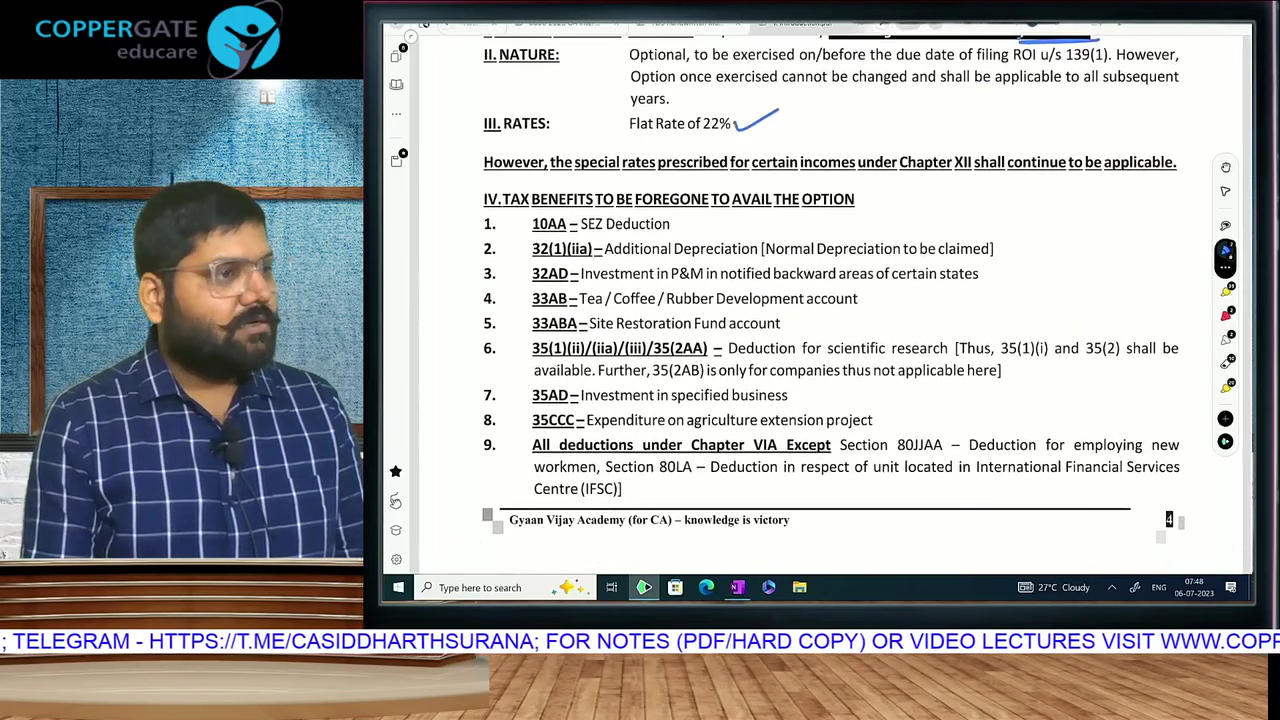 COPPERGATE
educare
II. NATURE: Optional, to be exercised on/before the due date of filing ROI u/s 139(1). However,
Option once exercised cannot be changed and shall be applicable to all subsequent
years.
III. RATES: Flat Rate of 22%
However, the special rates prescribed for certain incomes under Chapter XII shall continue to be applicable.
IV. TAX BENEFITS TO BE FOREGONE TO AVAIL THE OPTION
1. 10AA – SEZ Deduction
2. 32(1)(iia) – Additional Depreciation [Normal Depreciation to be claimed]
3. 32AD – Investment in P&M in notified backward areas of certain states
4. 33AB – Tea / Coffee / Rubber Development account
5. 33ABA – Site Restoration Fund account
6. 35(1)(ii)/(iia)/(iii)/35(2AA) – Deduction for scientific research [Thus, 35(1)(i) and 35(2) shall be
available. Further, 35(2AB) is only for companies thus not applicable here]
7. 35AD – Investment in specified business
8. 35CCC – Expenditure on agriculture extension project
9. All deductions under Chapter VIA Except Section 80JJAA – Deduction for employing new
workmen, Section 80LA – Deduction in respect of unit located in International Financial Services
Centre (IFSC)]
Gyaan Vijay Academy (for CA) – knowledge is victory
4
Type here to search
27°C Cloudy
ENG
07:48
06-07-2023
; TELEGRAM - HTTPS://T.ME/CASIDDHARTHSURANA; FOR NOTES (PDF/HARD COPY) OR VIDEO LECTURES VISIT WWW.COPP